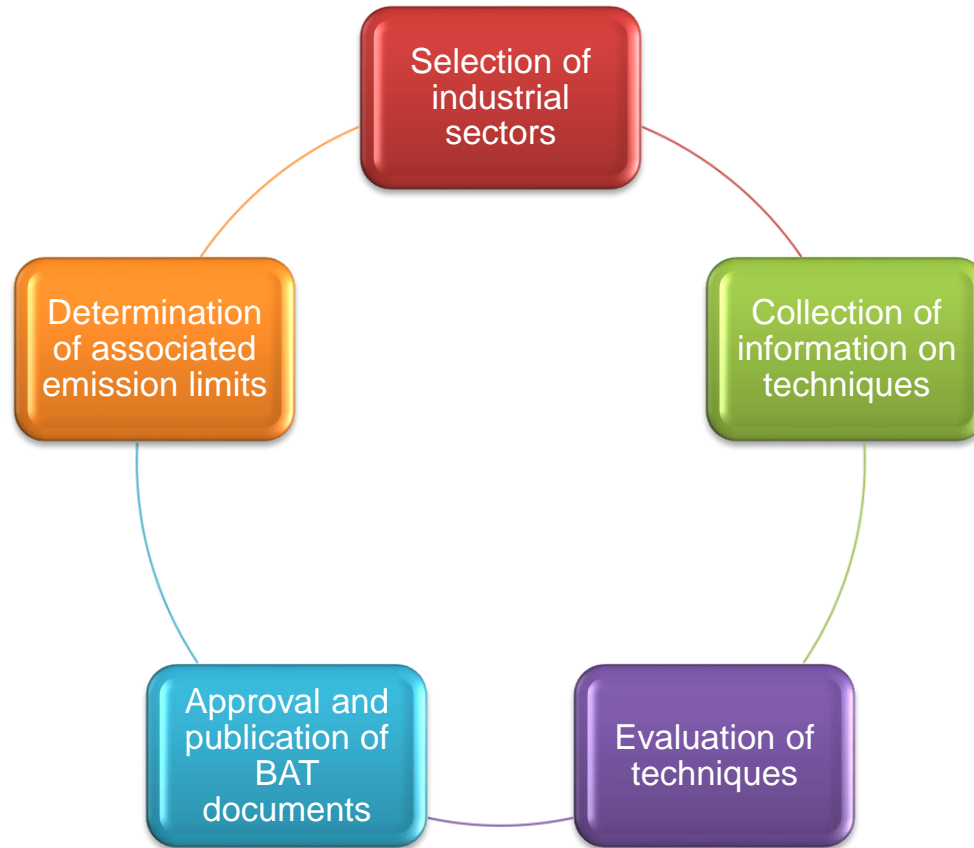 Selection of
industrial
sectors
Collection of
information on
techniques
Evaluation of
techniques
Approval and
publication of
BAT
documents
Determination
of associated
emission limits